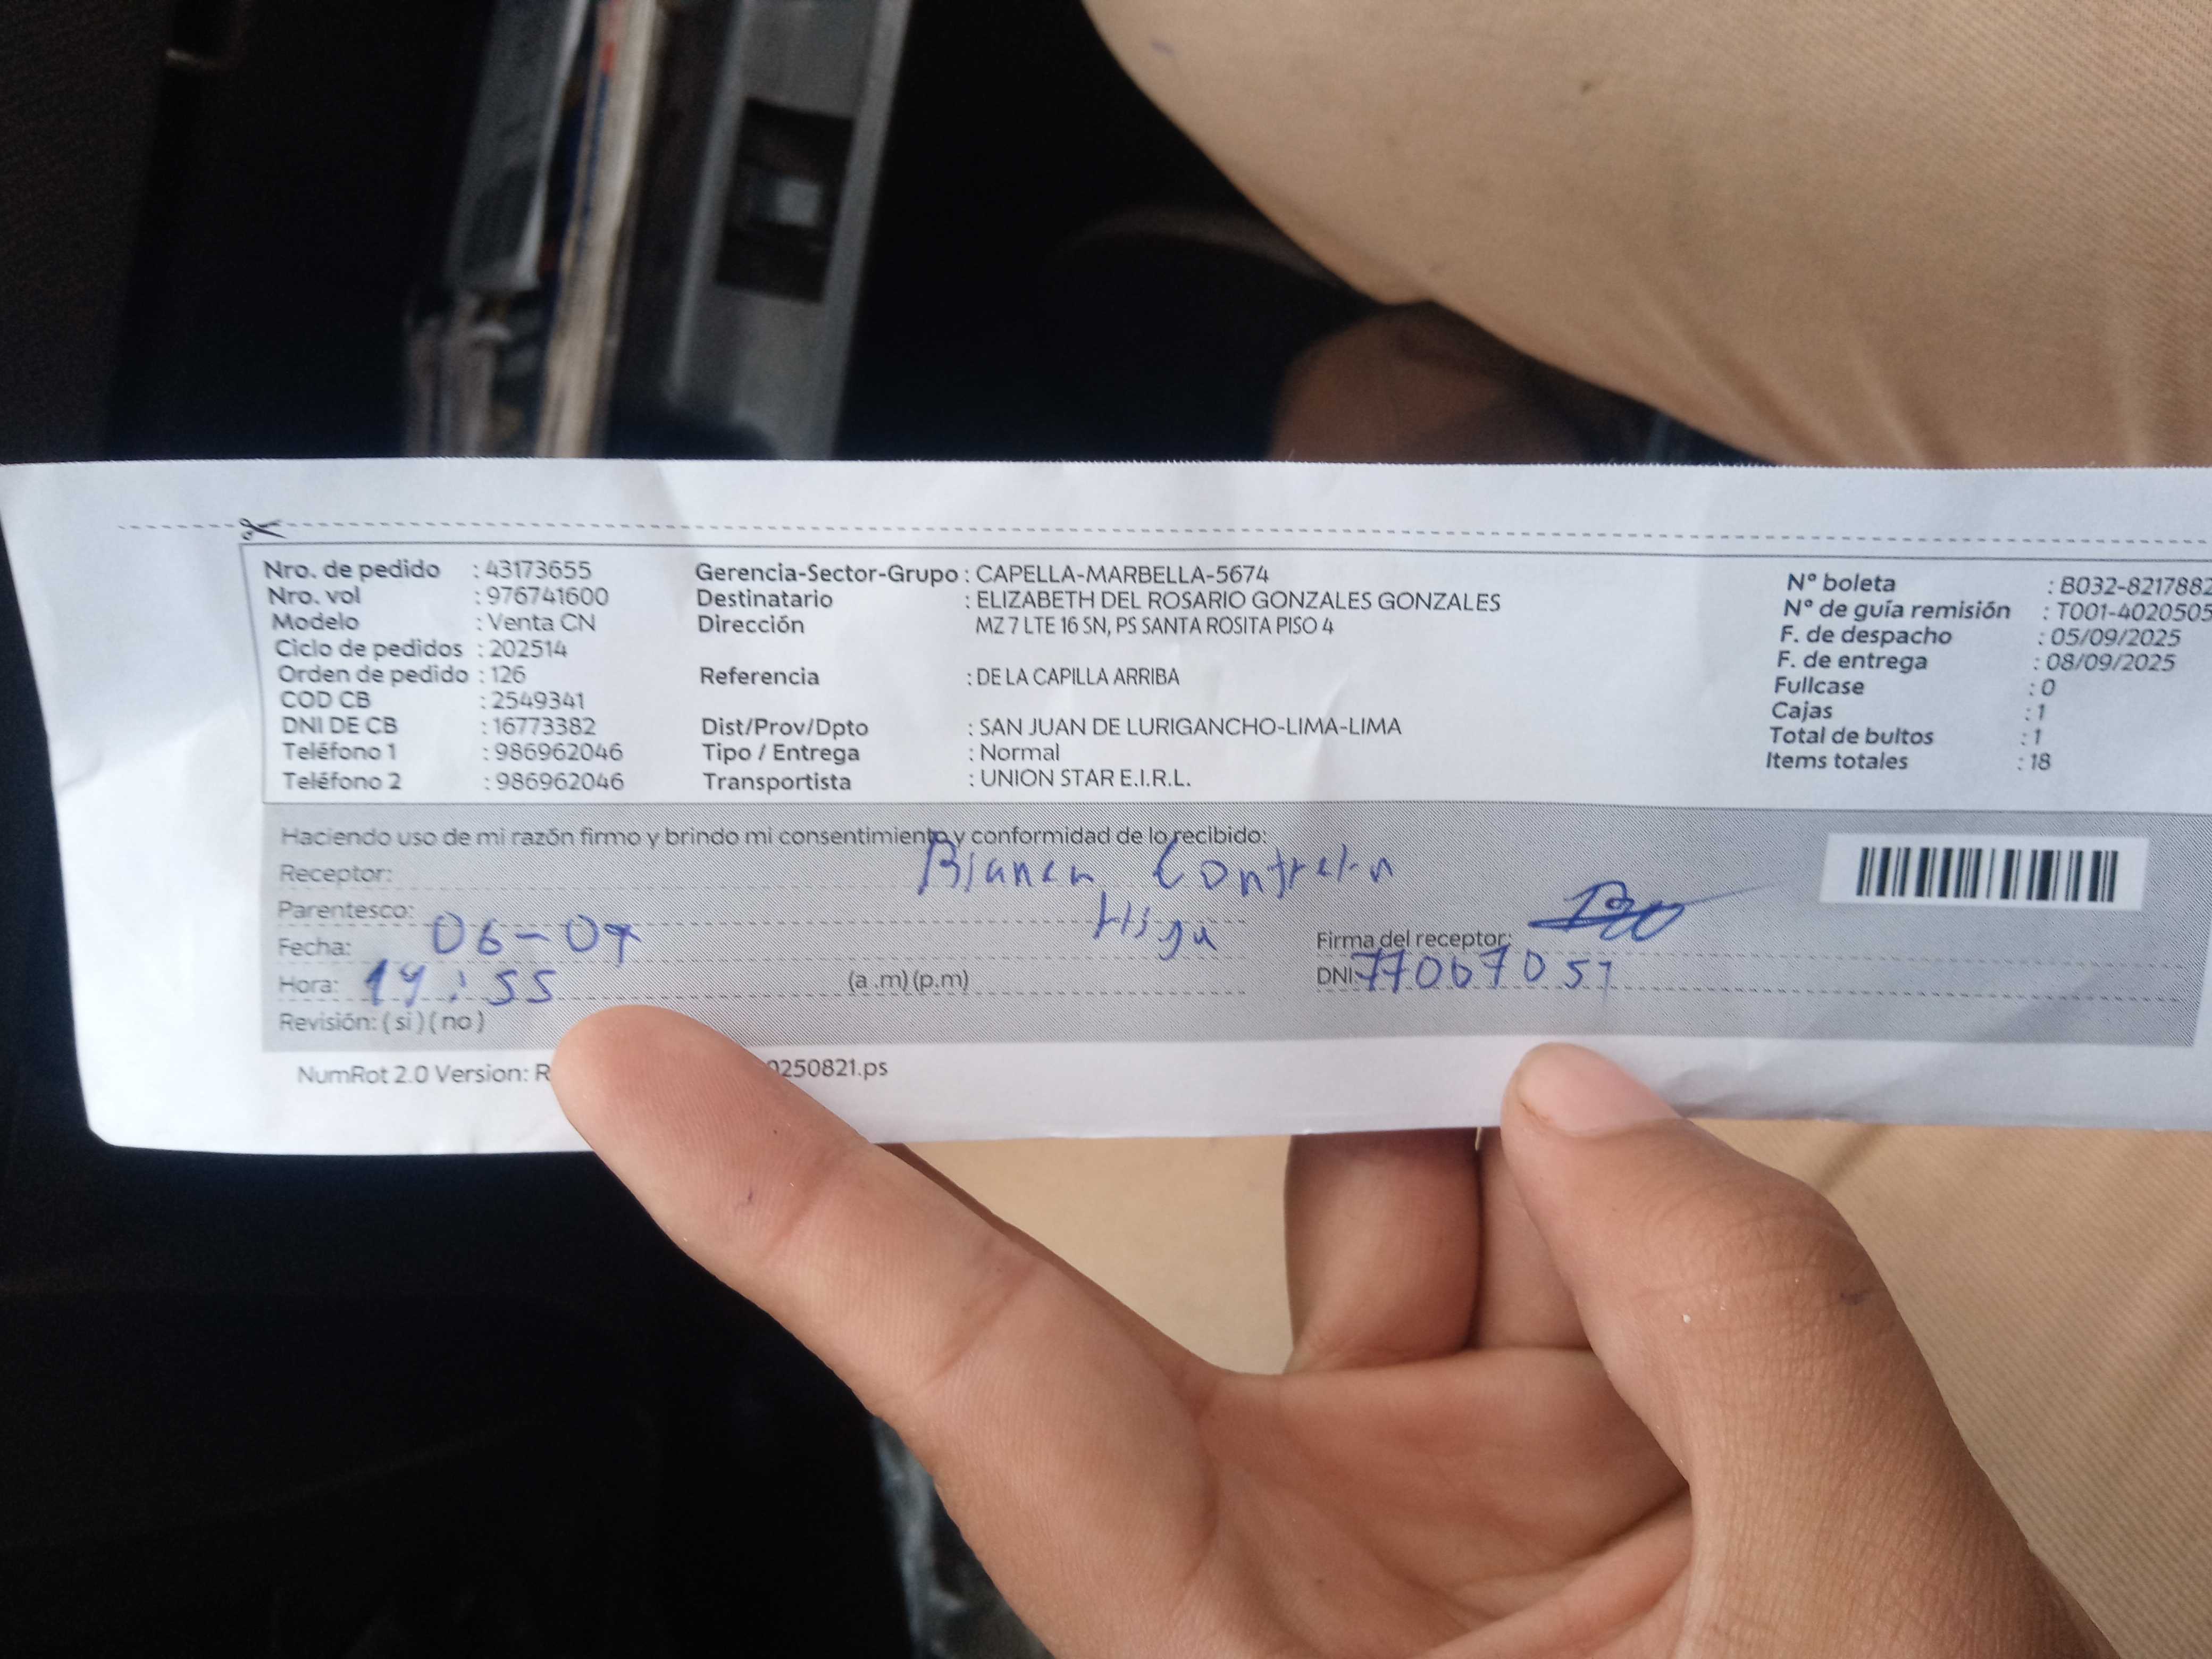 Nro. de pedido : 43173655
Nro. vol : 976741600
Modelo : Venta CN
Ciclo de pedidos : 202514
Orden de pedido : 126
COD CB : 2549341
DNI DE CB : 16773382
Teléfono 1 : 986962046
Teléfono 2 : 986962046
Gerencia-Sector-Grupo : CAPELLA-MARBELLA-5674
Destinatario : ELIZABETH DEL ROSARIO GONZALES GONZALES
Dirección MZ 7 LTE 16 SN, PS SANTA ROSITA PISO 4
Referencia : DE LA CAPILLA ARRIBA
Dist/Prov/Dpto : SAN JUAN DE LURIGANCHO-LIMA-LIMA
Tipo / Entrega : Normal
Transportista : UNION STAR E.I.R.L.
N° boleta : B032-8217882
N° de guía remisión : T001-4020505
F. de despacho : 05/09/2025
F. de entrega : 08/09/2025
Fullcase : 0
Cajas : 1
Total de bultos : 1
Items totales : 18
Haciendo uso de mi razón firmo y brindo mi consentimiento y conformidad de lo recibido:
Receptor:
Parentesco:
Fecha: 06-09
Hora: : 55 (a .m) (p.m)
Revisión: ( si ) ( no )
Firma del receptor:
DNI:
NumRot 2.0 Version: R 0250821.ps